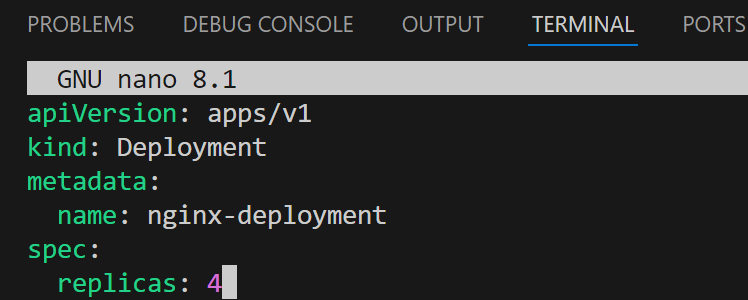 PROBLEMS DEBUG CONSOLE OUTPUT TERMINAL PORTS
GNU nano 8.1
apiVersion: apps/v1
kind: Deployment
metadata:
  name: nginx-deployment
spec:
  replicas: 4